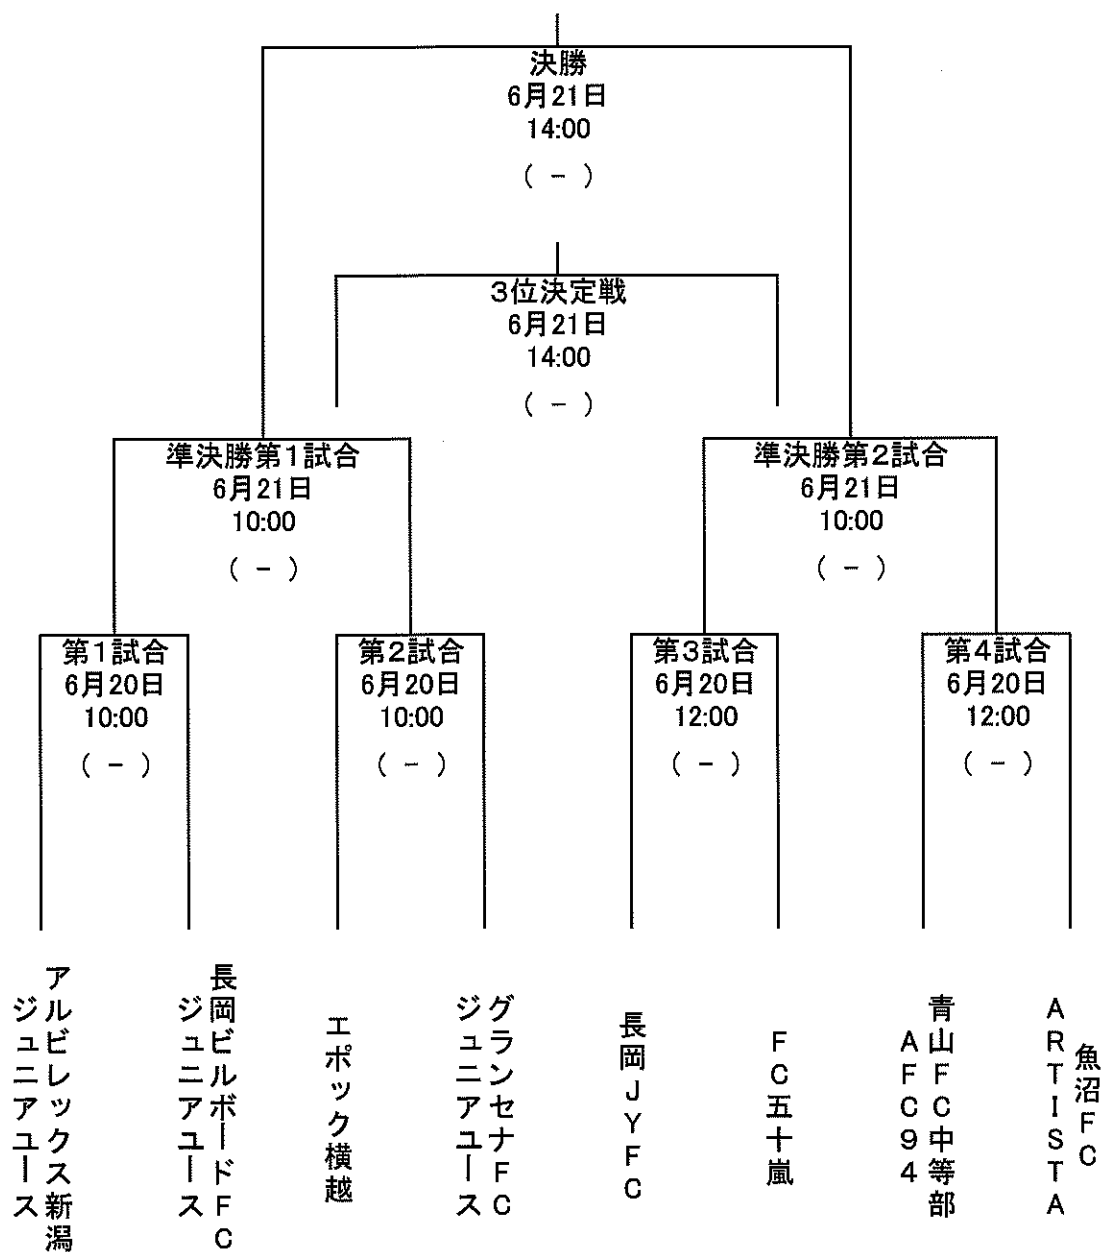 決勝
6月21日
14:00
( - )
3位決定戦
6月21日
14:00
( - )
準決勝第1試合
6月21日
10:00
( - )
準決勝第2試合
6月21日
10:00
( - )
第1試合
6月20日
10:00
( - )
第2試合
6月20日
10:00
( - )
第3試合
6月20日
12:00
( - )
第4試合
6月20日
12:00
( - )
アルビレックス新潟
ジュニアユース
長岡ビルボードFC
ジュニアユース
エポック横越
グランセナFC
ジュニアユース
長岡JYFC
FC五十嵐
青山FC中等部
AFC94
魚沼FC
ARTISTA